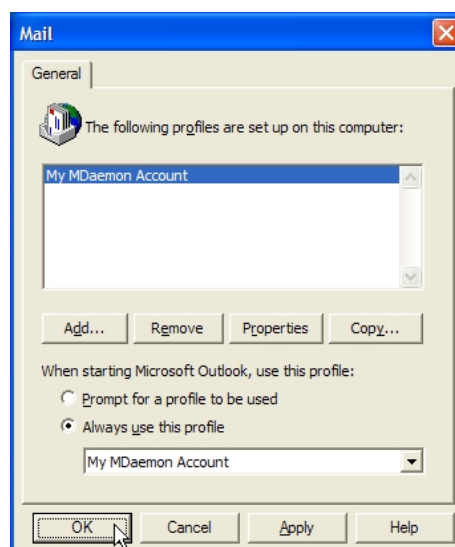 Mail
General
The following profiles are set up on this computer:
My MDaemon Account
Add... Remove Properties Copy...
When starting Microsoft Outlook, use this profile:
Prompt for a profile to be used
Always use this profile
My MDaemon Account
OK Cancel Apply Help